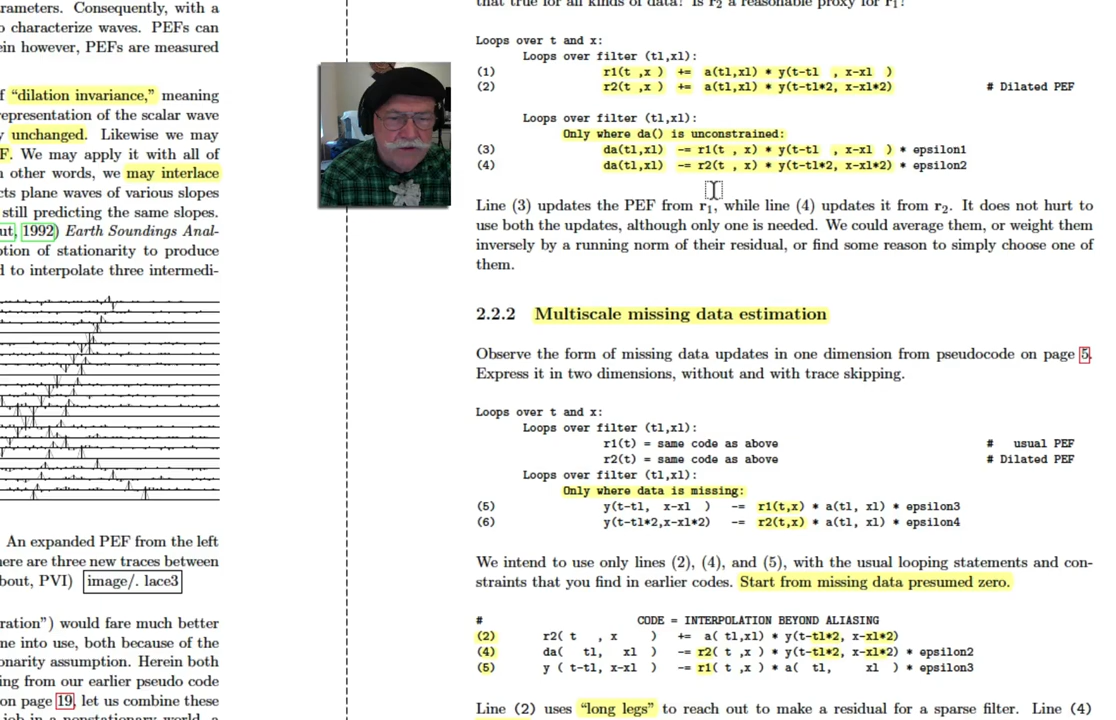 rameters. Consequently, with a
o characterize waves. PEFs can
ein however, PEFs are measured
f “dilation invariance,” meaning
epresentation of the scalar wave
y unchanged. Likewise we may
F. We may apply it with all of
n other words, we may interlace
cts plane waves of various slopes
still predicting the same slopes.
ut, 1992) Earth Soundings Anal-
ption of stationarity to produce
d to interpolate three intermedi-
An expanded PEF from the left
here are three new traces between
bout, PVI) image/. lace3
ration”) would fare much better
me into use, both because of the
onarity assumption. Herein both
ing from our earlier pseudo code
on page 19, let us combine these
that true for all kinds of data? Is r2 a reasonable proxy for r1?
Loops over t and x:
Loops over filter (tl,xl):
(1) r1(t ,x ) += a(tl,xl) * y(t-tl , x-xl )
(2) r2(t ,x ) += a(tl,xl) * y(t-tl*2, x-xl*2) # Dilated PEF
Loops over filter (tl,xl):
Only where da() is unconstrained:
(3) da(tl,xl) -= r1(t , x) * y(t-tl , x-xl ) * epsilon1
(4) da(tl,xl) -= r2(t , x) * y(t-tl*2, x-xl*2) * epsilon2
Line (3) updates the PEF from r1, while line (4) updates it from r2. It does not hurt to
use both the updates, although only one is needed. We could average them, or weight them
inversely by a running norm of their residual, or find some reason to simply choose one of
them.
2.2.2 Multiscale missing data estimation
Observe the form of missing data updates in one dimension from pseudocode on page 5.
Express it in two dimensions, without and with trace skipping.
Loops over t and x:
Loops over filter (tl,xl):
r1(t) = same code as above # usual PEF
r2(t) = same code as above # Dilated PEF
Loops over filter (tl,xl):
Only where data is missing:
(5) y(t-tl, x-xl ) -= r1(t,x) * a(tl, xl) * epsilon3
(6) y(t-tl*2,x-xl*2) -= r2(t,x) * a(tl, xl) * epsilon4
We intend to use only lines (2), (4), and (5), with the usual looping statements and con-
straints that you find in earlier codes. Start from missing data presumed zero.
# CODE = INTERPOLATION BEYOND ALIASING
(2) r2( t , x ) += a( tl,xl) * y(t-tl*2, x-xl*2)
(4) da( tl, xl ) -= r2( t ,x ) * y(t-tl*2, x-xl*2) * epsilon2
(5) y ( t-tl, x-xl ) -= r1( t ,x ) * a( tl, xl ) * epsilon3
Line (2) uses “long legs” to reach out to make a residual for a sparse filter. Line (4)